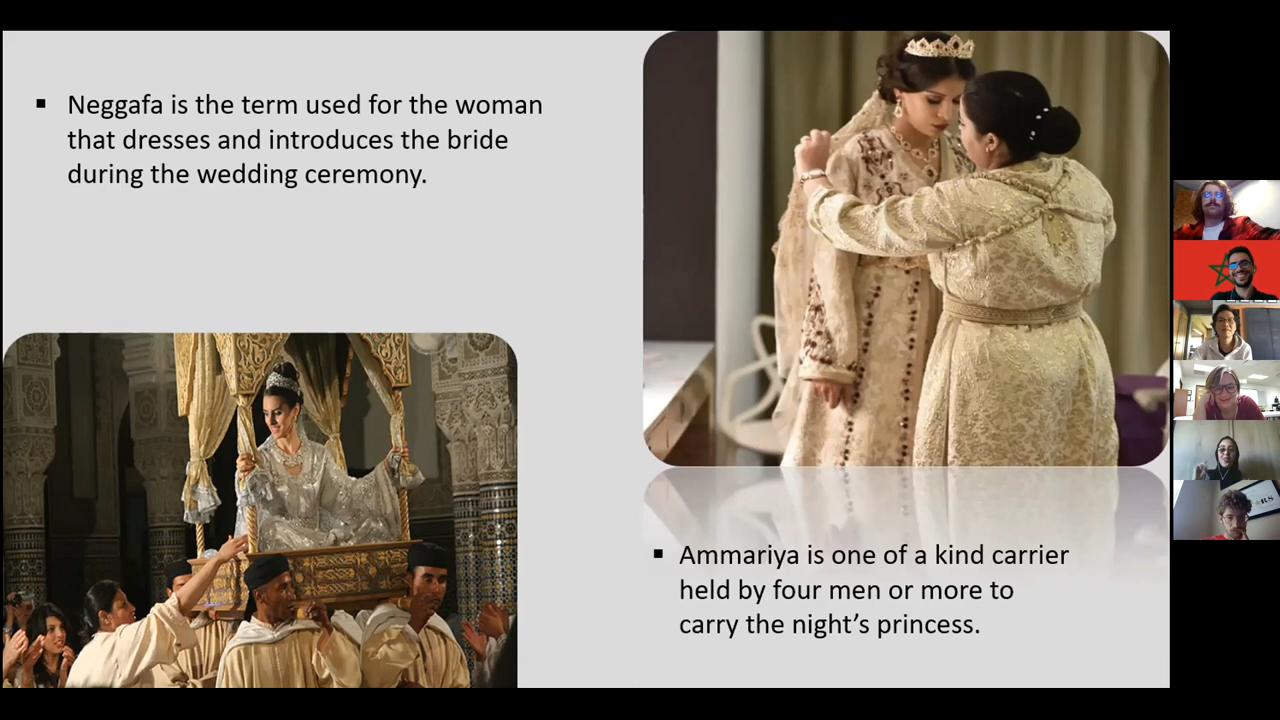 Neggafa is the term used for the woman
that dresses and introduces the bride
during the wedding ceremony.
Ammariya is one of a kind carrier
held by four men or more to
carry the night’s princess.